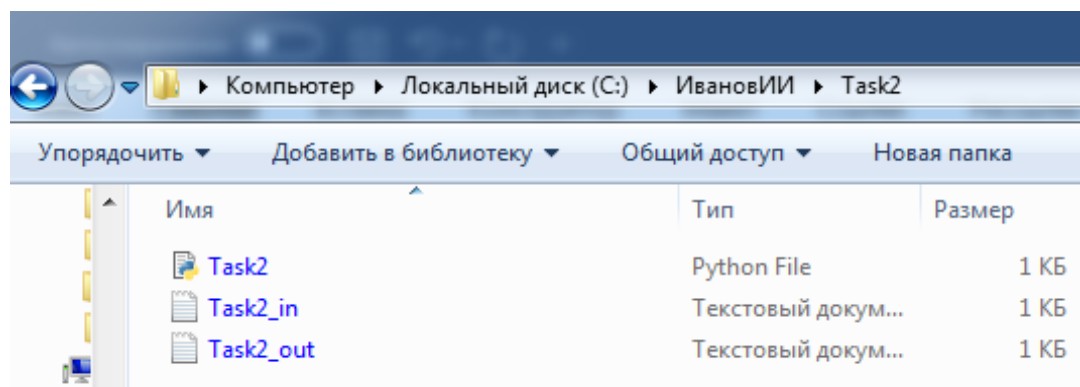 Компьютер ▸ Локальный диск (C:) ▸ ИвановИИ ▸ Task2
Упорядочить ▾ Добавить в библиотеку ▾ Общий доступ ▾ Новая папка
Имя Тип Размер
Task2 Python File 1 КБ
Task2_in Текстовый докум... 1 КБ
Task2_out Текстовый докум... 1 КБ